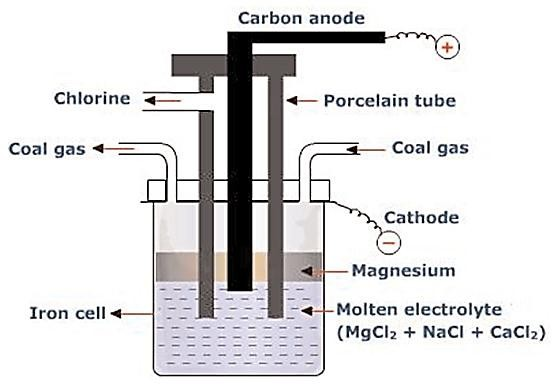 Carbon anode
+
Chlorine
Porcelain tube
Coal gas
Coal gas
Cathode
−
Magnesium
Iron cell
Molten electrolyte
(MgCl₂ + NaCl + CaCl₂)